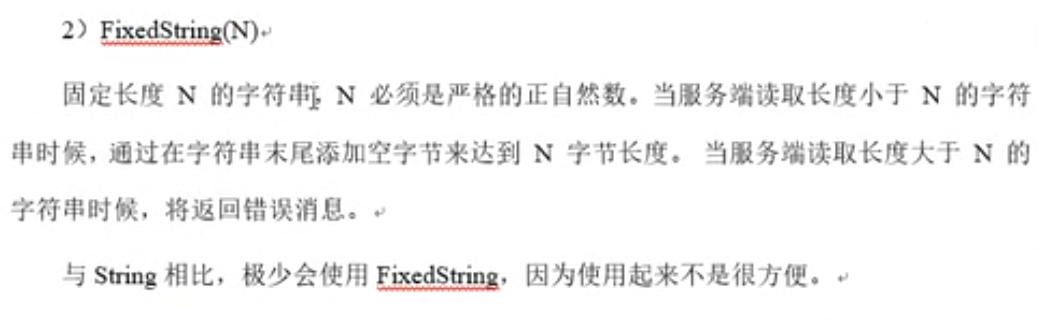 2）FixedString(N)
固定长度 N 的字符串，N 必须是严格的正自然数。当服务端读取长度小于 N 的字符
串时候，通过在字符串末尾添加空字节来达到 N 字节长度。 当服务端读取长度大于 N 的
字符串时候，将返回错误消息。
与 String 相比，极少会使用 FixedString，因为使用起来不是很方便。